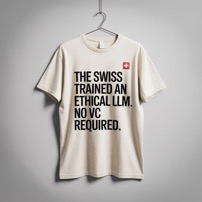 THE SWISS
TRAINED AN
ETHICAL LLM.
NO VC
REQUIRED.